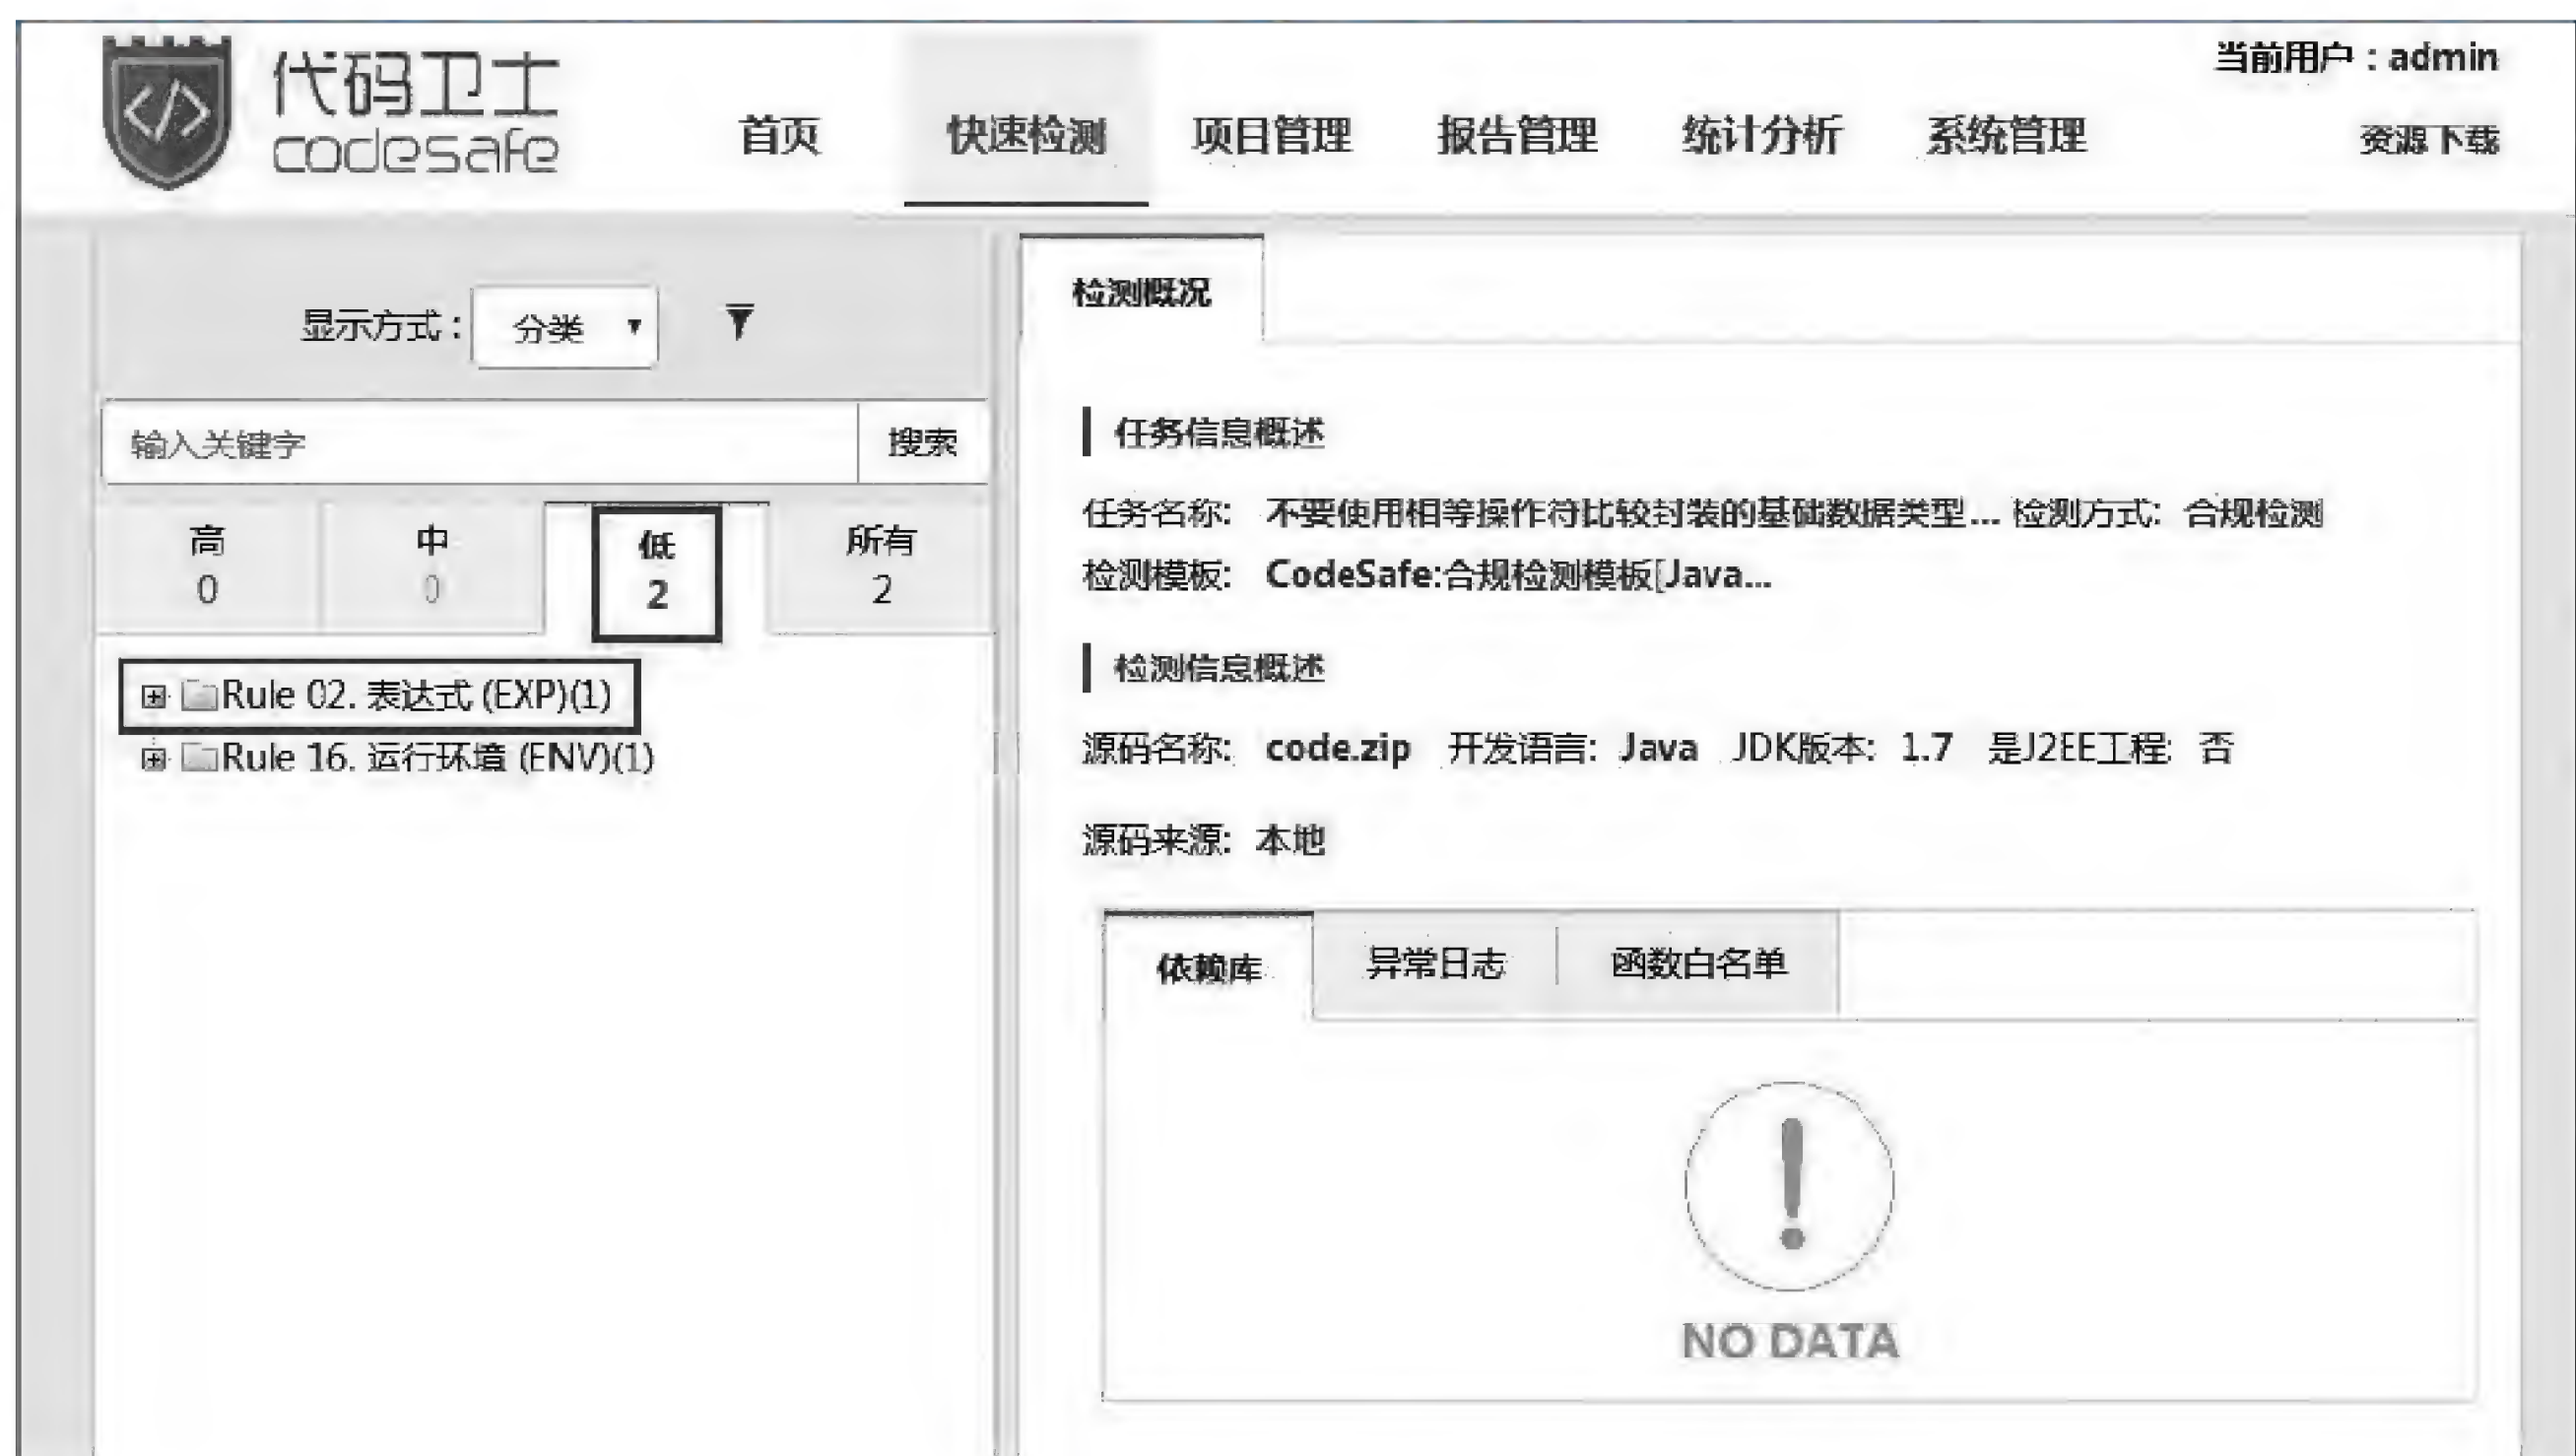 当前用户：admin
代码卫士
codesafe
首页 快速检测 项目管理 报告管理 统计分析 系统管理 资源下载
显示方式： 分类
输入关键字 搜索
高 中 低 所有
0 0 2 2
Rule 02. 表达式 (EXP)(1)
Rule 16. 运行环境 (ENV)(1)
检测概况
任务信息概述
任务名称: 不要使用相等操作符比较封装的基础数据类型... 检测方式: 合规检测
检测模板: CodeSafe:合规检测模板[Java...
检测信息概述
源码名称: code.zip 开发语言: Java JDK版本: 1.7 是J2EE工程: 否
源码来源: 本地
依赖库 异常日志 函数白名单
NO DATA